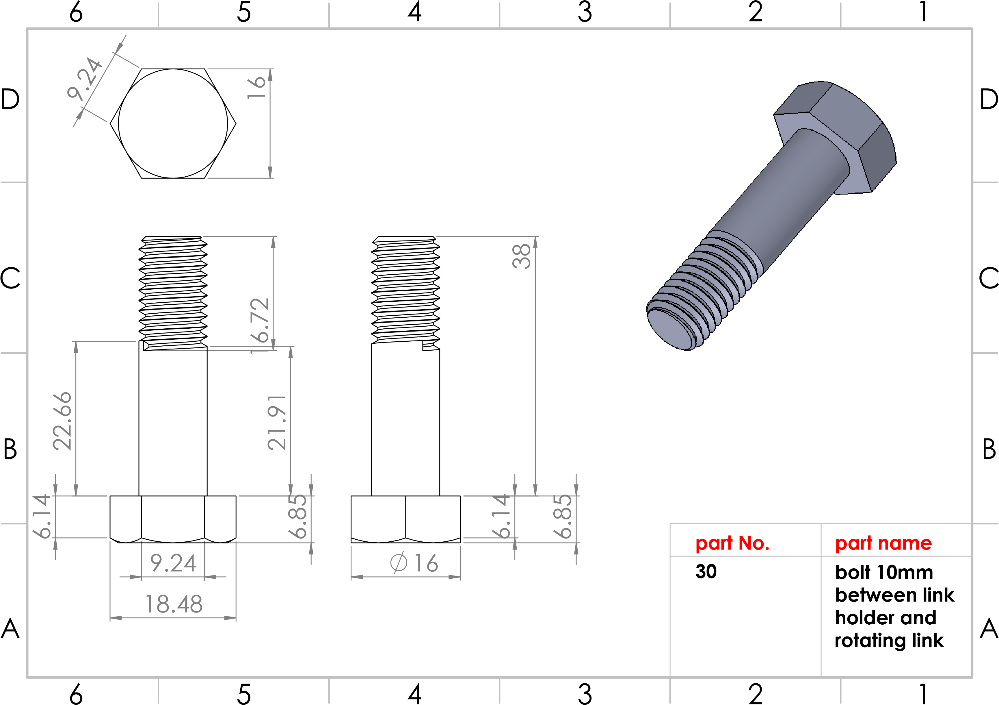 6 5 4 3 2 1
D D
9.24
16
C C
38
16.72
22.66
21.91
B B
6.14
6.85
6.14
6.85
9.24
⌀16
18.48
part No. part name
30 bolt 10mm
between link
holder and
rotating link
A A
6 5 4 3 2 1